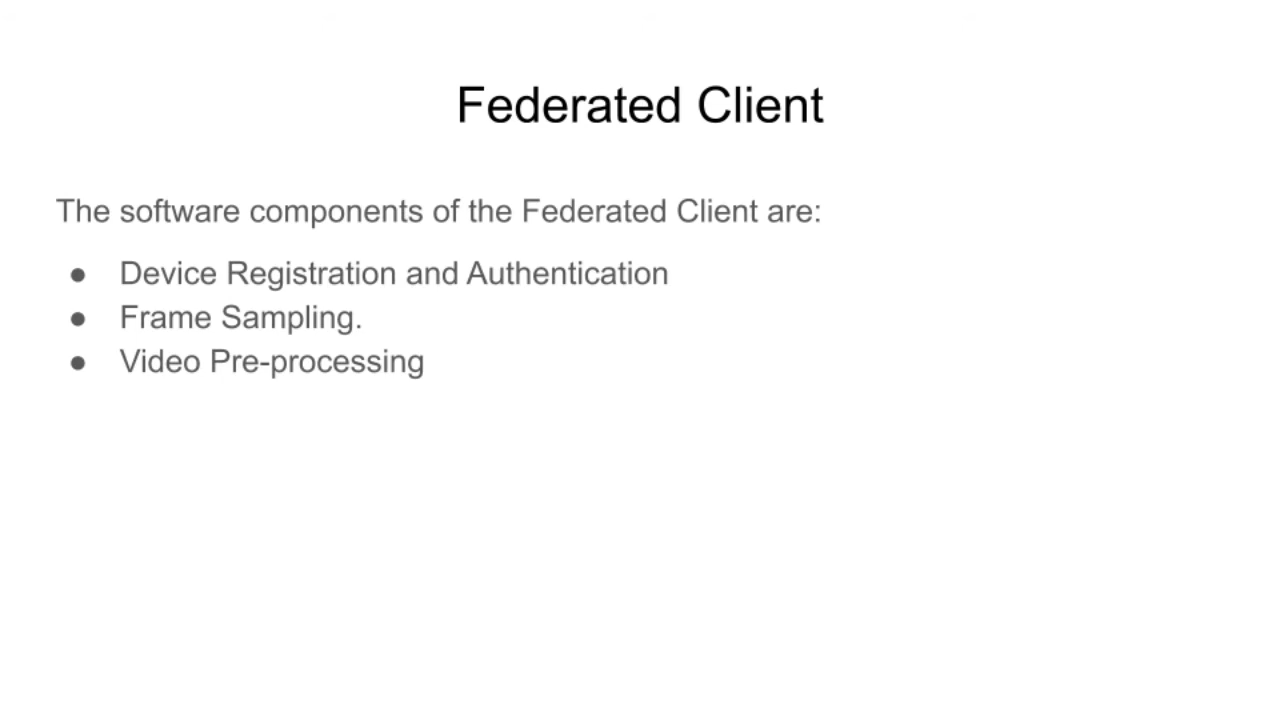 Federated Client
The software components of the Federated Client are:
● Device Registration and Authentication
● Frame Sampling.
● Video Pre-processing